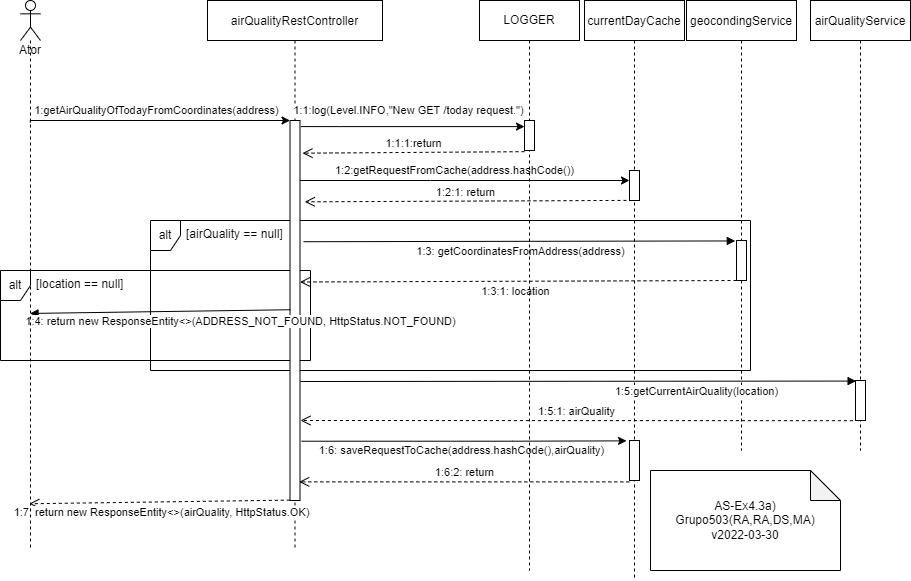 airQualityRestController
LOGGER
currentDayCache
geocondingService
airQualityService
Ator
1:getAirQualityOfTodayFromCoordinates(address)
1:1:log(Level.INFO,"New GET /today request.")
1:1:1:return
1:2:getRequestFromCache(address.hashCode())
1:2:1: return
alt
[airQuality == null]
1:3: getCoordinatesFromAddress(address)
alt
[location == null]
1:3:1: location
1:4: return new ResponseEntity<>(ADDRESS_NOT_FOUND, HttpStatus.NOT_FOUND)
1:5:getCurrentAirQuality(location)
1:5:1: airQuality
1:6: saveRequestToCache(address.hashCode(),airQuality)
1:6:2: return
1:7: return new ResponseEntity<>(airQuality, HttpStatus.OK)
AS-Ex4.3a)
Grupo503(RA,RA,DS,MA)
v2022-03-30